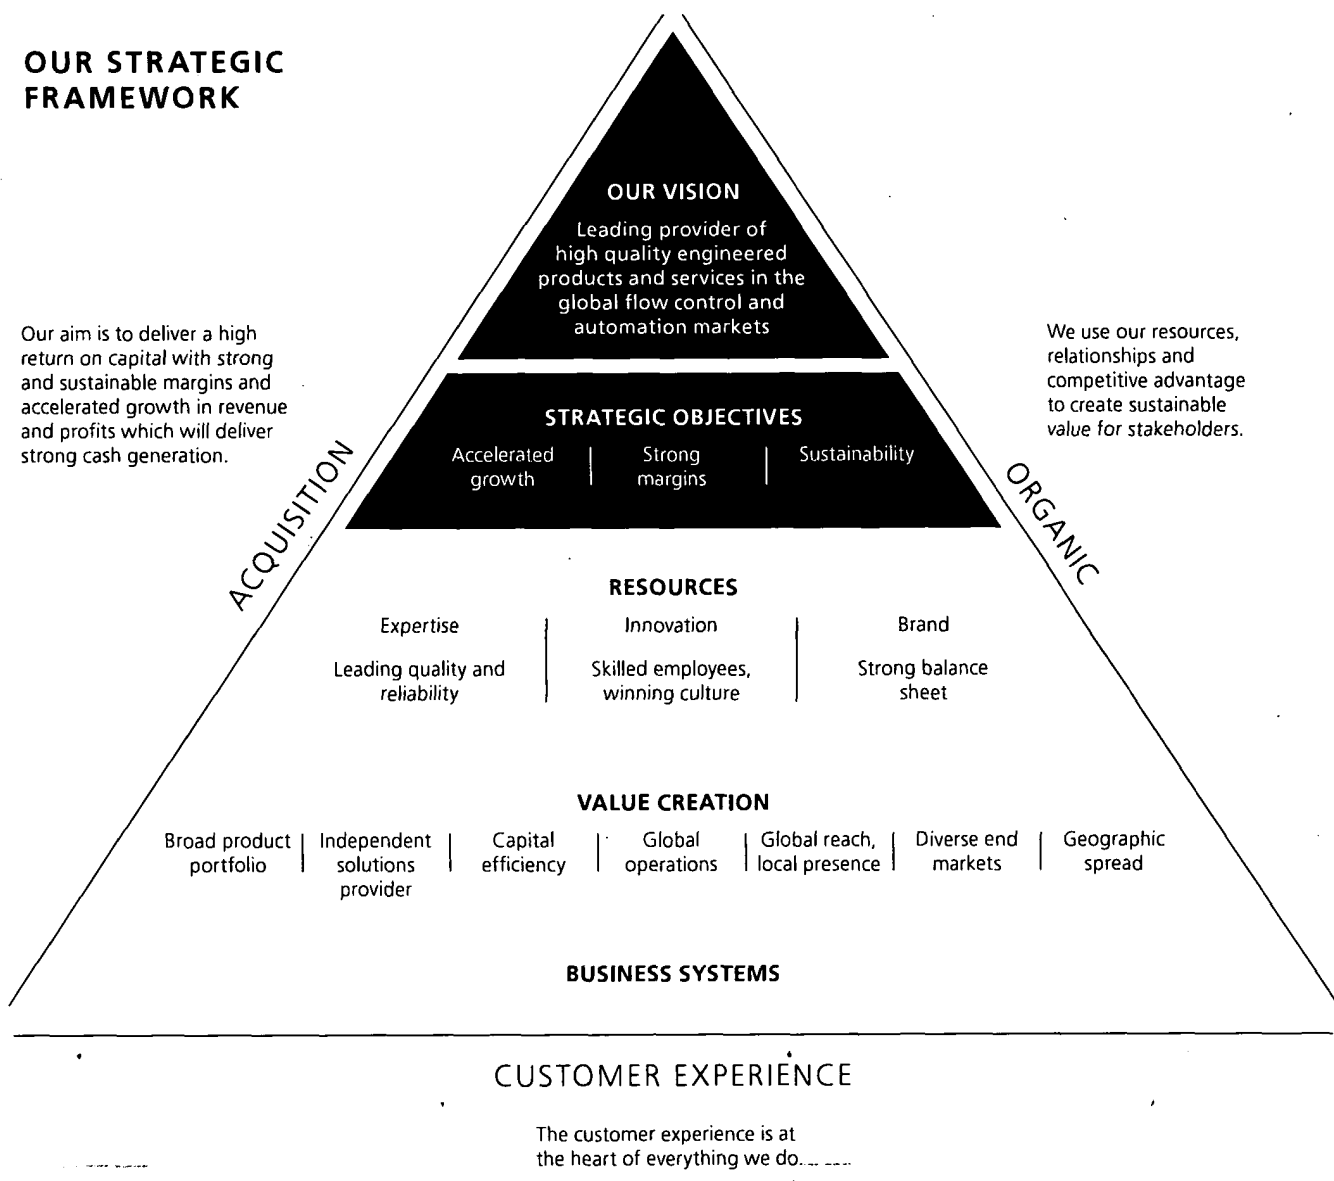 OUR STRATEGIC
FRAMEWORK
OUR VISION
Leading provider of
high quality engineered
products and services in the
global flow control and
automation markets
Our aim is to deliver a high
return on capital with strong
and sustainable margins and
accelerated growth in revenue
and profits which will deliver
strong cash generation.
We use our resources,
relationships and
competitive advantage
to create sustainable
value for stakeholders.
STRATEGIC OBJECTIVES
Accelerated
growth
Strong
margins
Sustainability
ACQUISITION
ORGANIC
RESOURCES
Expertise
Innovation
Brand
Leading quality and
reliability
Skilled employees,
winning culture
Strong balance
sheet
VALUE CREATION
Broad product
portfolio
Independent
solutions
provider
Capital
efficiency
Global
operations
Global reach,
local presence
Diverse end
markets
Geographic
spread
BUSINESS SYSTEMS
CUSTOMER EXPERIENCE
The customer experience is at
the heart of everything we do.